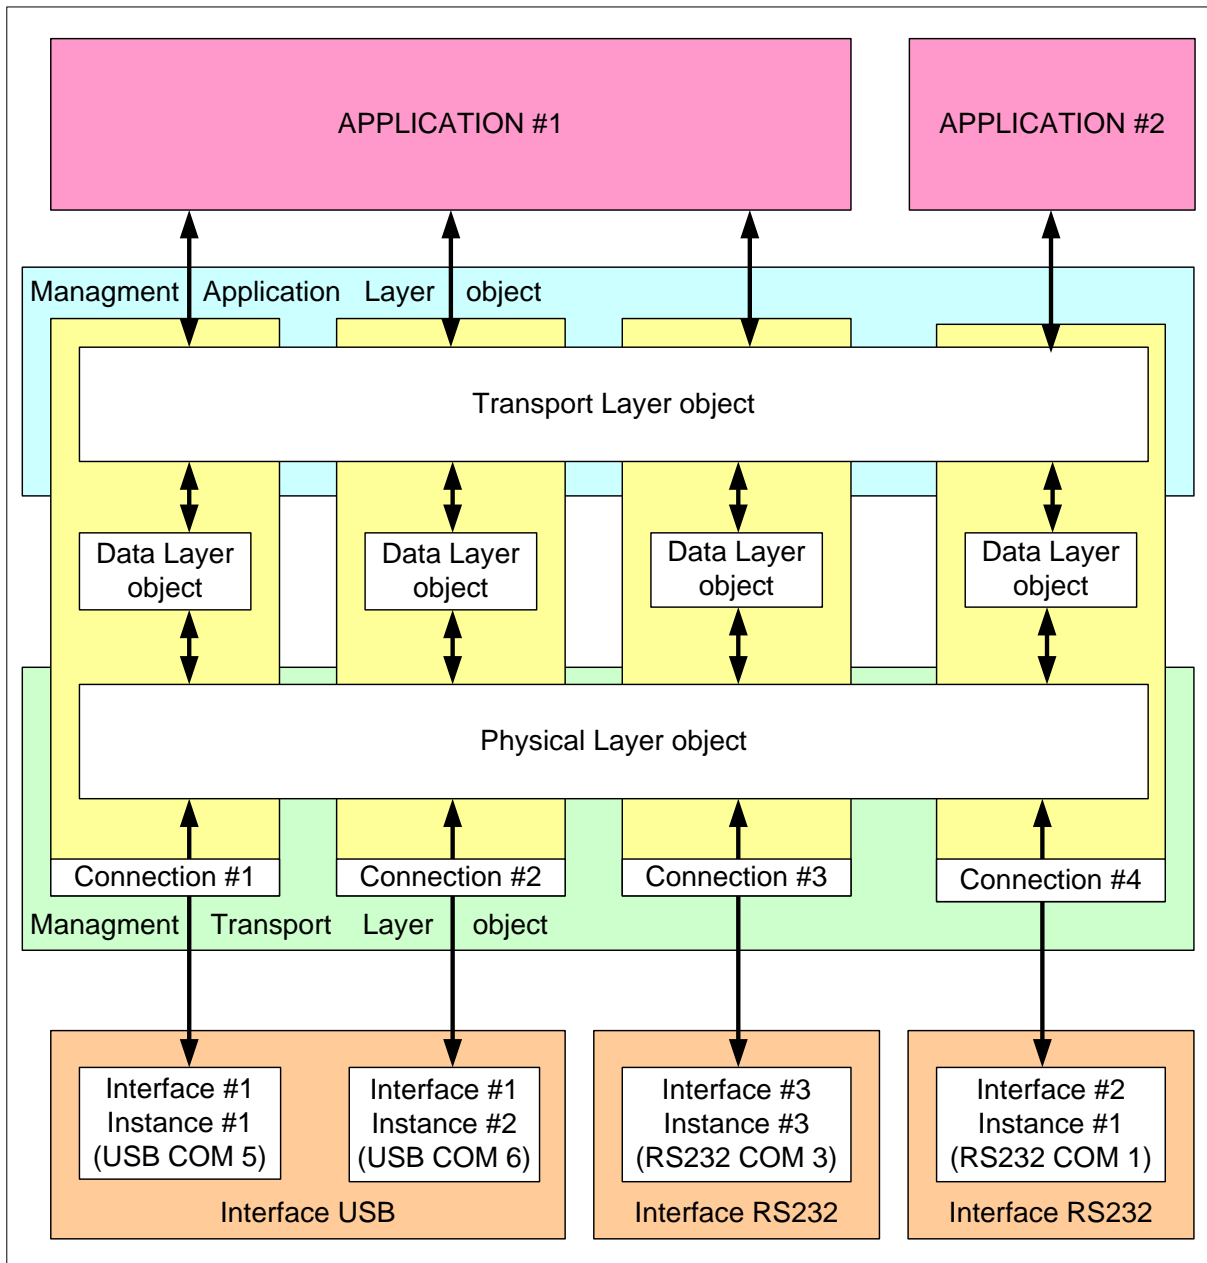 APPLICATION #1
APPLICATION #2
Managment Application Layer object
Transport Layer object
Data Layer
object
Data Layer
object
Data Layer
object
Data Layer
object
Physical Layer object
Connection #1
Connection #2
Connection #3
Connection #4
Managment Transport Layer object
Interface #1
Instance #1
(USB COM 5)
Interface #1
Instance #2
(USB COM 6)
Interface #3
Instance #3
(RS232 COM 3)
Interface #2
Instance #1
(RS232 COM 1)
Interface USB
Interface RS232
Interface RS232